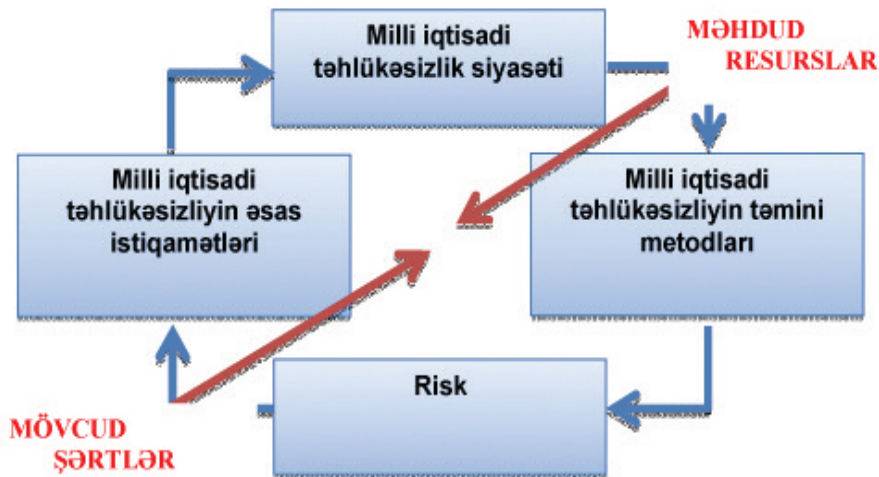 Milli iqtisadi
təhlükəsizlik siyasəti
MƏHDUD
RESURSLAR
Milli iqtisadi
təhlükəsizliyin əsas
istiqamətləri
Milli iqtisadi
təhlükəsizliyin təmini
metodları
Risk
MÖVCUD
ŞƏRTLƏR